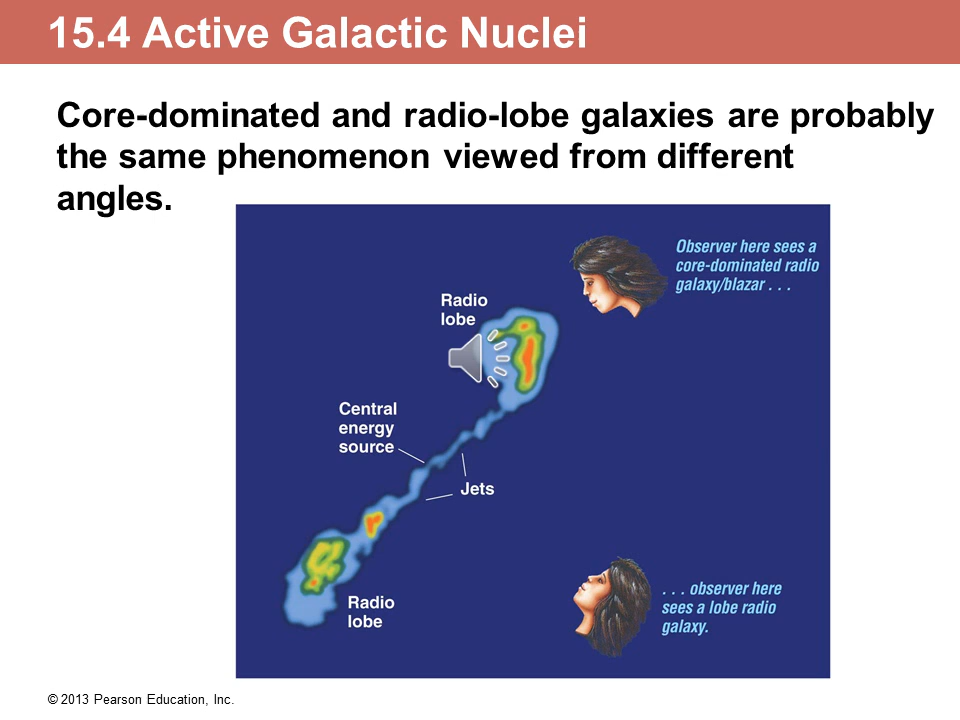 15.4 Active Galactic Nuclei
Core-dominated and radio-lobe galaxies are probably
the same phenomenon viewed from different
angles.
Observer here sees a
core-dominated radio
galaxy/blazar . . .
Radio
lobe
Central
energy
source
Jets
Radio
lobe
. . . observer here
sees a lobe radio
galaxy.
© 2013 Pearson Education, Inc.